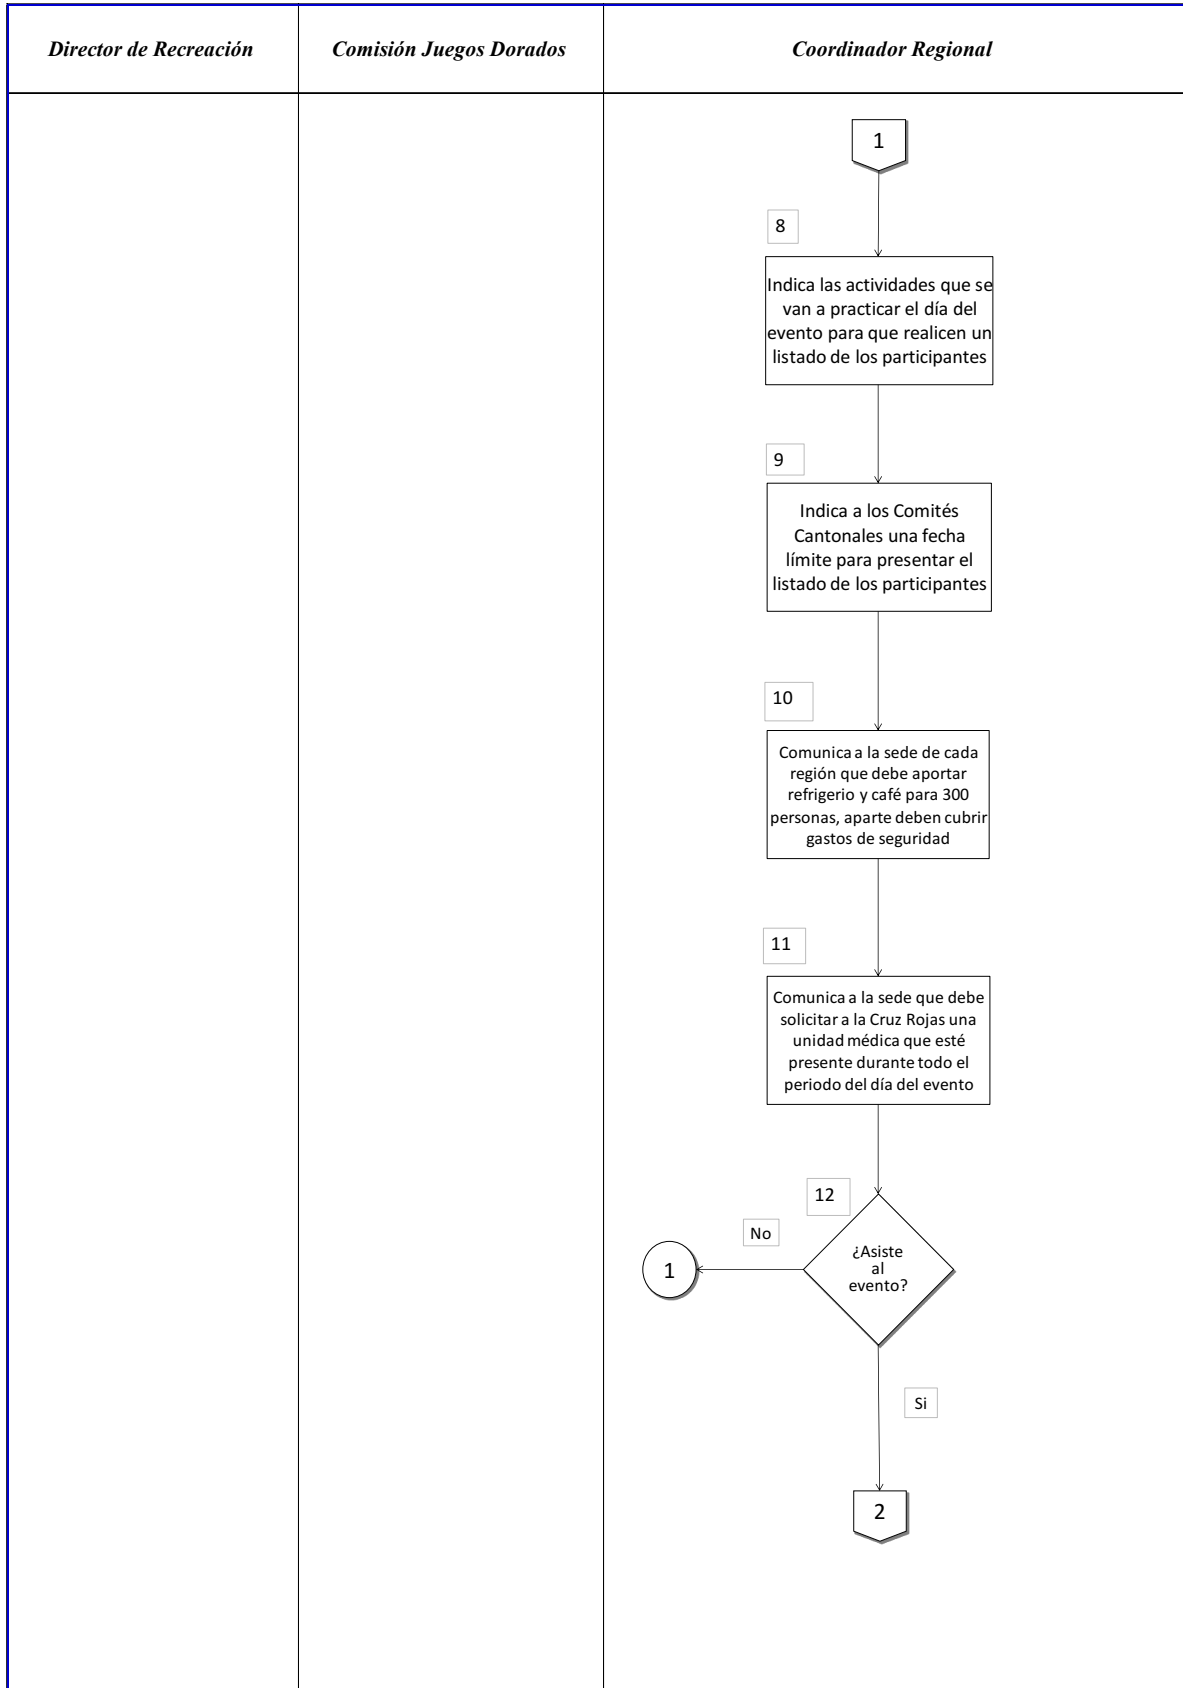 Director de Recreación
Comisión Juegos Dorados
Coordinador Regional
1
8
Indica las actividades que se
van a practicar el día del
evento para que realicen un
listado de los participantes
9
Indica a los Comités
Cantonales una fecha
límite para presentar el
listado de los participantes
10
Comunica a la sede de cada
región que debe aportar
refrigerio y café para 300
personas, aparte deben cubrir
gastos de seguridad
11
Comunica a la sede que debe
solicitar a la Cruz Rojas una
unidad médica que esté
presente durante todo el
periodo del día del evento
12
No
¿Asiste
al
evento?
1
Si
2